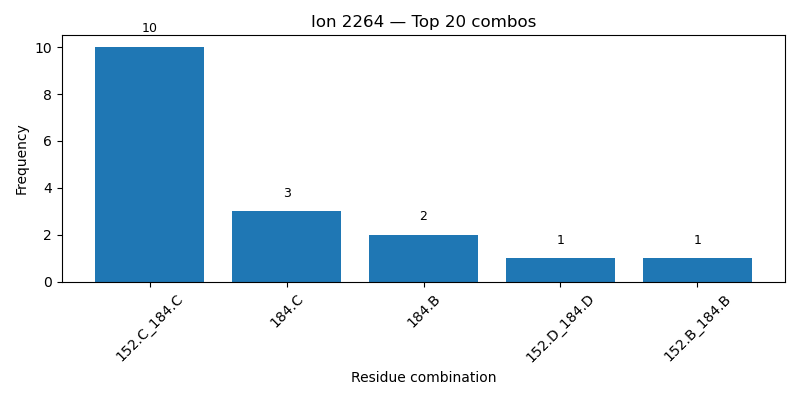 Ion 2264 — Top 20 combos
10
3
2
1
1
Frequency
10
8
6
4
2
0
152.C_184.C
184.C
184.B
152.D_184.D
152.B_184.B
Residue combination